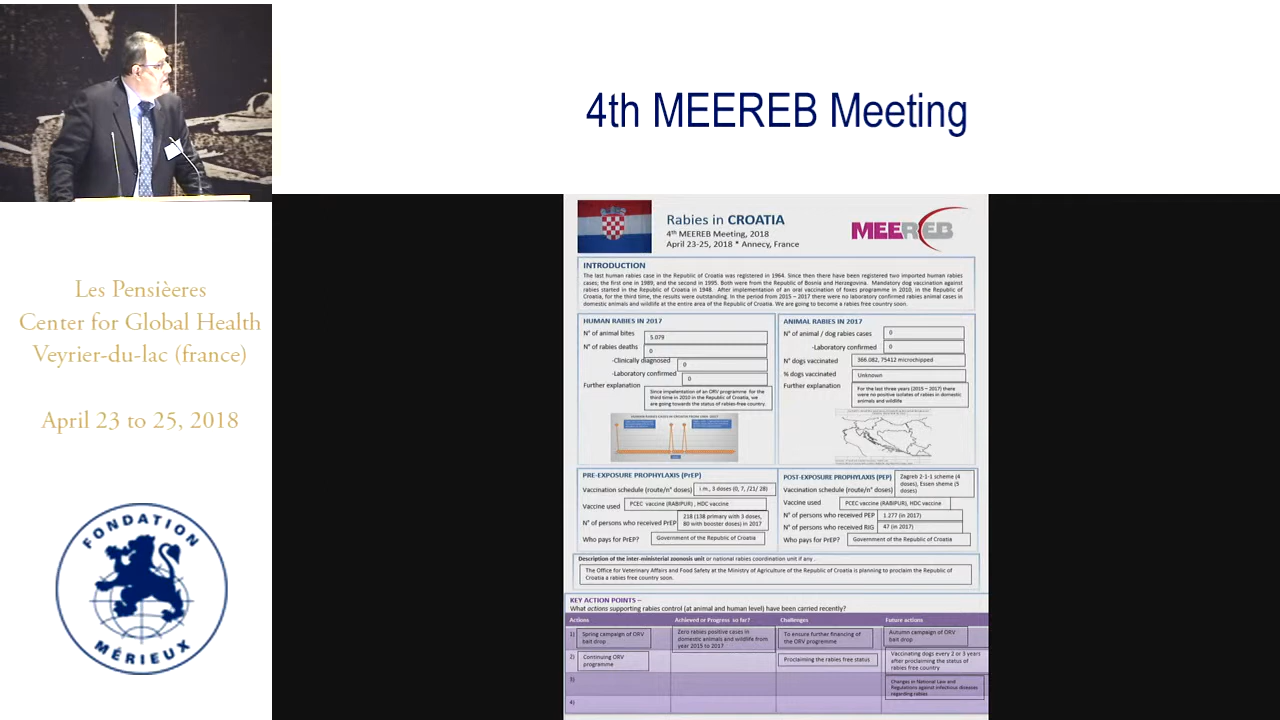 4th MEEREB Meeting
Les Pensièeres
Center for Global Health
Veyrier-du-lac (france)
April 23 to 25, 2018
FONDATION
MÉRIEUX
Rabies in CROATIA
4th MEEREB Meeting, 2018
April 23-25, 2018 * Annecy, France
MEEREB
INTRODUCTION
The last human rabies case in the Republic of Croatia was registered in 1964. Since then there have been registered two imported human rabies
cases; the first one in 1989; and the second in 1995. Both were from the Republic of Bosnia and Herzegovina. Mandatory dog vaccination against
rabies started in the Republic of Croatia in 1948. After implementation of an oral vaccination of foxes programme in 2010, in the Republic of
Croatia, for the third time, the results were outstanding. In the period from 2015 – 2017 there were no laboratory confirmed rabies animal cases in
domestic animals and wildlife at the entire area of the Republic of Croatia. We are going to become a rabies free country soon.
HUMAN RABIES IN 2017
N° of animal bites
5.079
N° of rabies deaths
0
-Clinically diagnosed
0
-Laboratory confirmed
0
Further explanation
Since impelentation of an ORV programme for the
third time in 2010 in the Republic of Croatia, we
are going towards the status of rabies-free country.
HUMAN RABIES CASES IN CROATIA FROM 1964-2017
ANIMAL RABIES IN 2017
N° of animal / dog rabies cases
0
-Laboratory confirmed
0
N° dogs vaccinated
366.082, 75412 microchipped
% dogs vaccinated
Unknown
Further explanation
For the last three years (2015 – 2017) there
were no positive isolates of rabies in domestic
animals and wildlife
PRE-EXPOSURE PROPHYLAXIS (PrEP)
Vaccination schedule (route/n° doses)
i.m., 3 doses (0, 7, /21/ 28)
Vaccine used
PCEC vaccine (RABIPUR) , HDC vaccine
N° of persons who received PrEP
218 (138 primary with 3 doses,
80 with booster doses) in 2017
Who pays for PrEP?
Government of the Republic of Croatia
POST-EXPOSURE PROPHYLAXIS (PEP)
Zagreb 2-1-1 scheme (4
doses), Essen sheme (5
doses)
Vaccination schedule (route/n° doses)
Vaccine used
PCEC vaccine (RABIPUR), HDC vaccine
N° of persons who received PEP
1.277 (in 2017)
N° of persons who received RIG
47 (in 2017)
Who pays for PrEP?
Government of the Republic of Croatia
Description of the inter-ministerial zoonosis unit or national rabies coordination unit if any ...
The Office for Veterinary Affairs and Food Safety at the Ministry of Agriculture of the Republic of Croatia is planning to proclaim the Republic of
Croatia a rabies free country soon.
KEY ACTION POINTS –
What actions supporting rabies control (at animal and human level) have been carried recently?
Actions Achieved or Progress so far? Challenges Future actions
1) Spring campaign of ORV
bait drop
Zero rabies positive cases in
domestic animals and wildlife from
year 2015 to 2017
To ensure further financing of
the ORV programme
Autumn campaign of ORV
bait drop
2) Continuing ORV
programme
Proclaiming the rabies free status
Vaccinating dogs every 2 or 3 years
after proclaiming the status of
rabies free country
3)
Changes in National Law and
Regulations against infectious diseases
regarding rabies
4)